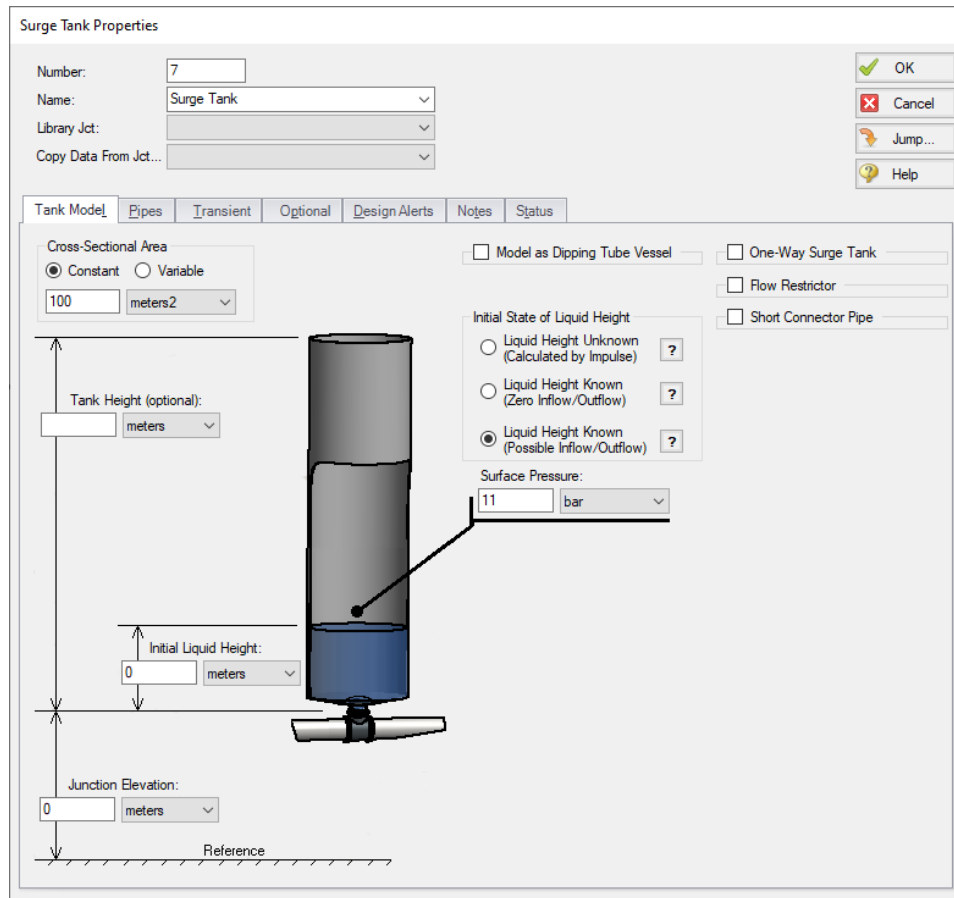 Surge Tank Properties
Number: 7
Name: Surge Tank
Library Jct:
Copy Data From Jct...
OK
Cancel
Jump...
Help
Tank Model Pipes Transient Optional Design Alerts Notes Status
Cross-Sectional Area
Constant Variable
100 meters2
Model as Dipping Tube Vessel
One-Way Surge Tank
Flow Restrictor
Short Connector Pipe
Initial State of Liquid Height
Liquid Height Unknown
(Calculated by Impulse) ?
Liquid Height Known
(Zero Inflow/Outflow) ?
Liquid Height Known
(Possible Inflow/Outflow) ?
Surface Pressure:
11 bar
Tank Height (optional):
meters
Initial Liquid Height:
0 meters
Junction Elevation:
0 meters
Reference